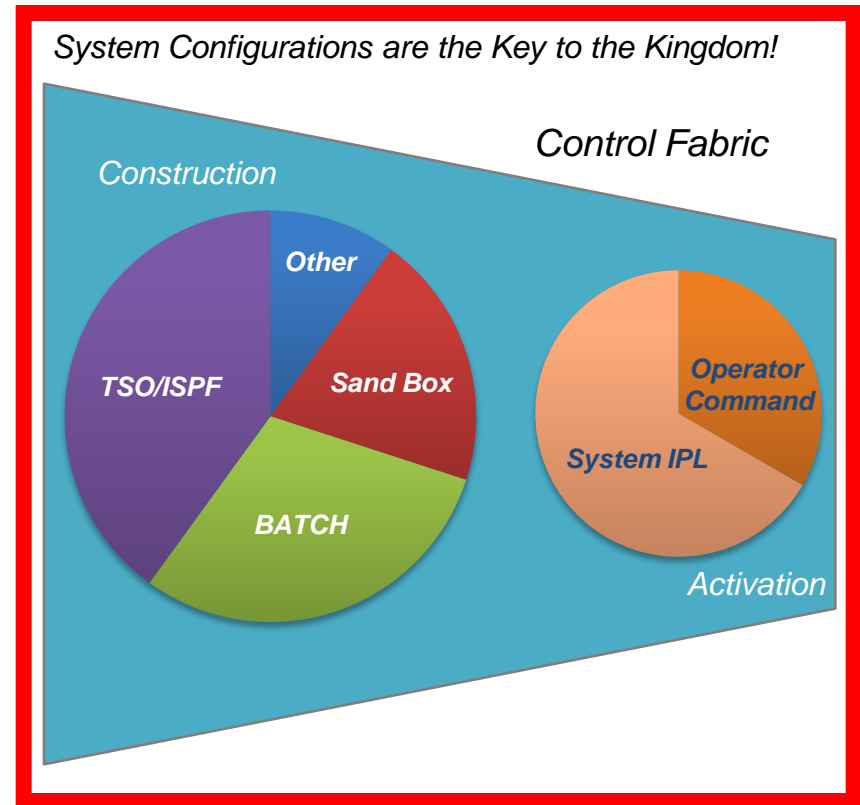 System Configurations are the Key to the Kingdom!
Control Fabric
Construction
Other
TSO/ISPF
Sand Box
BATCH
Operator
Command
System IPL
Activation